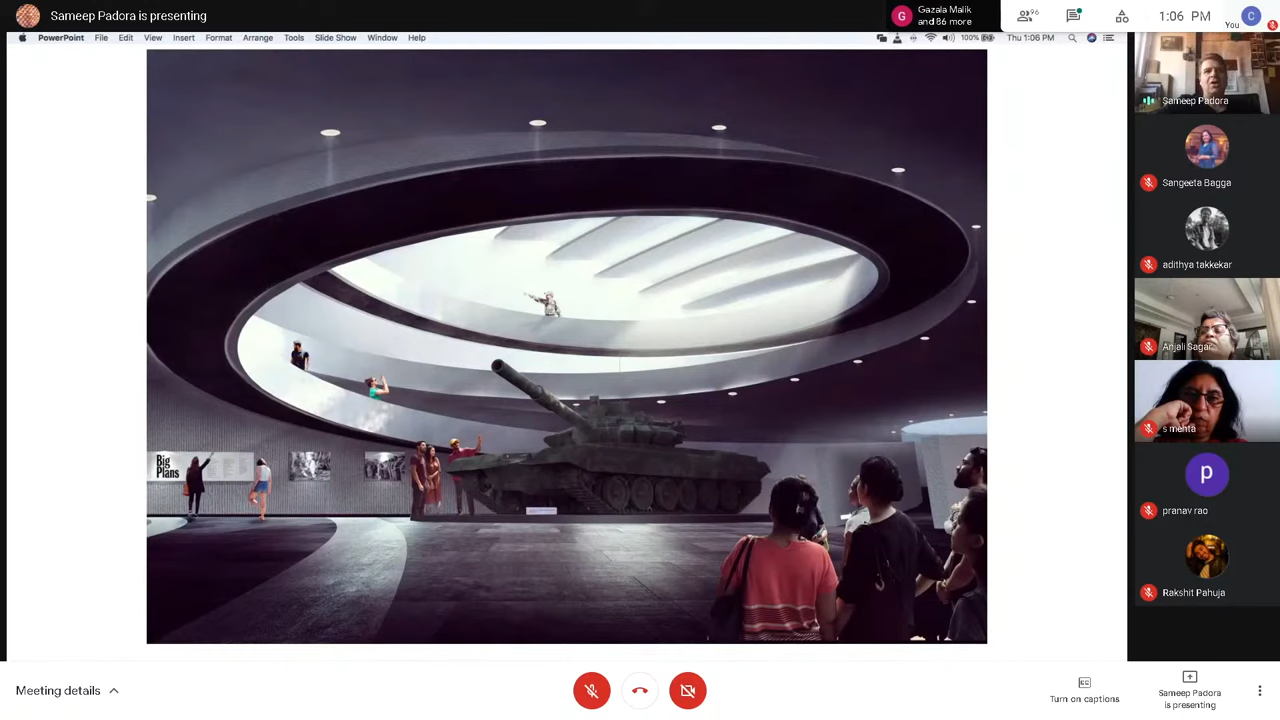 Sameep Padora is presenting
G
Gazala Malik
and 86 more
96
1:06 PM
You
C
PowerPoint File Edit View Insert Format Arrange Tools Slide Show Window Help
100%
Thu 1:06 PM
Sameep Padora
Sangeeta Bagga
adithya takkekar
Anjali Sagar
s mehta
p
pranav rao
Rakshit Pahuja
Big
Plans
Meeting details
Turn on captions
Sameep Padora
is presenting